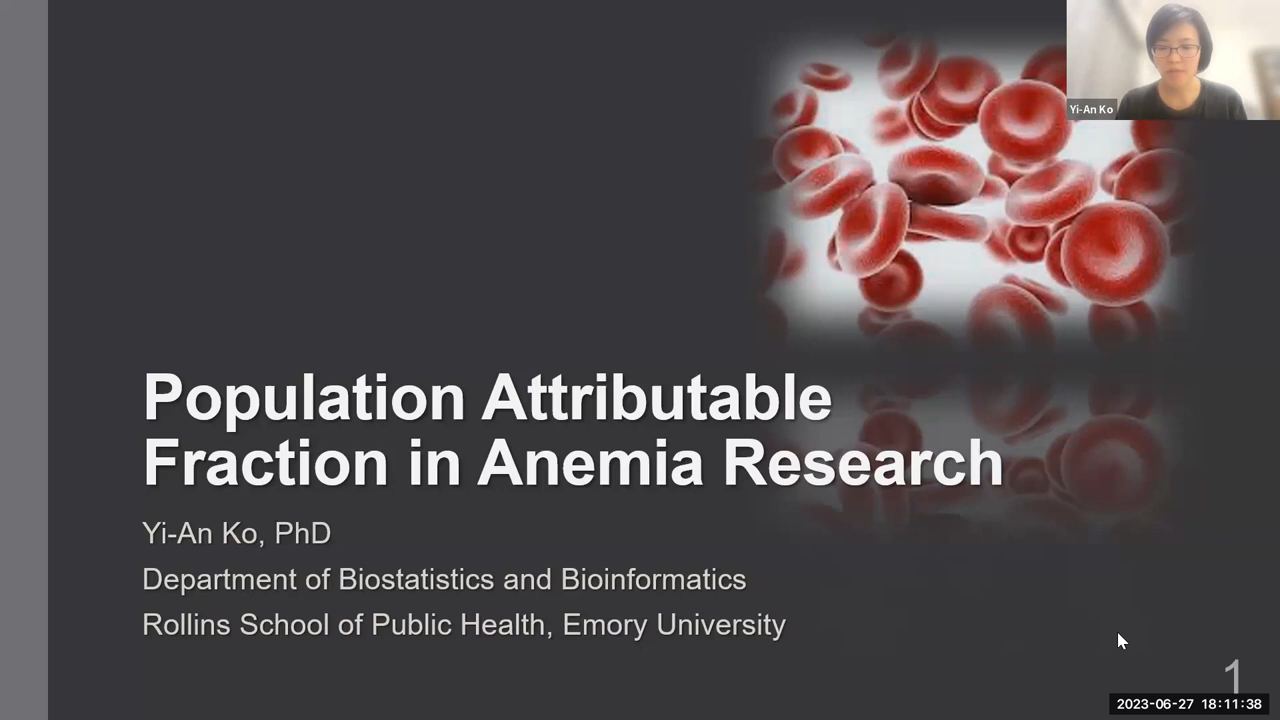 Yi-An Ko
Population Attributable
Fraction in Anemia Research
Yi-An Ko, PhD
Department of Biostatistics and Bioinformatics
Rollins School of Public Health, Emory University
1
2023-06-27 18:11:38